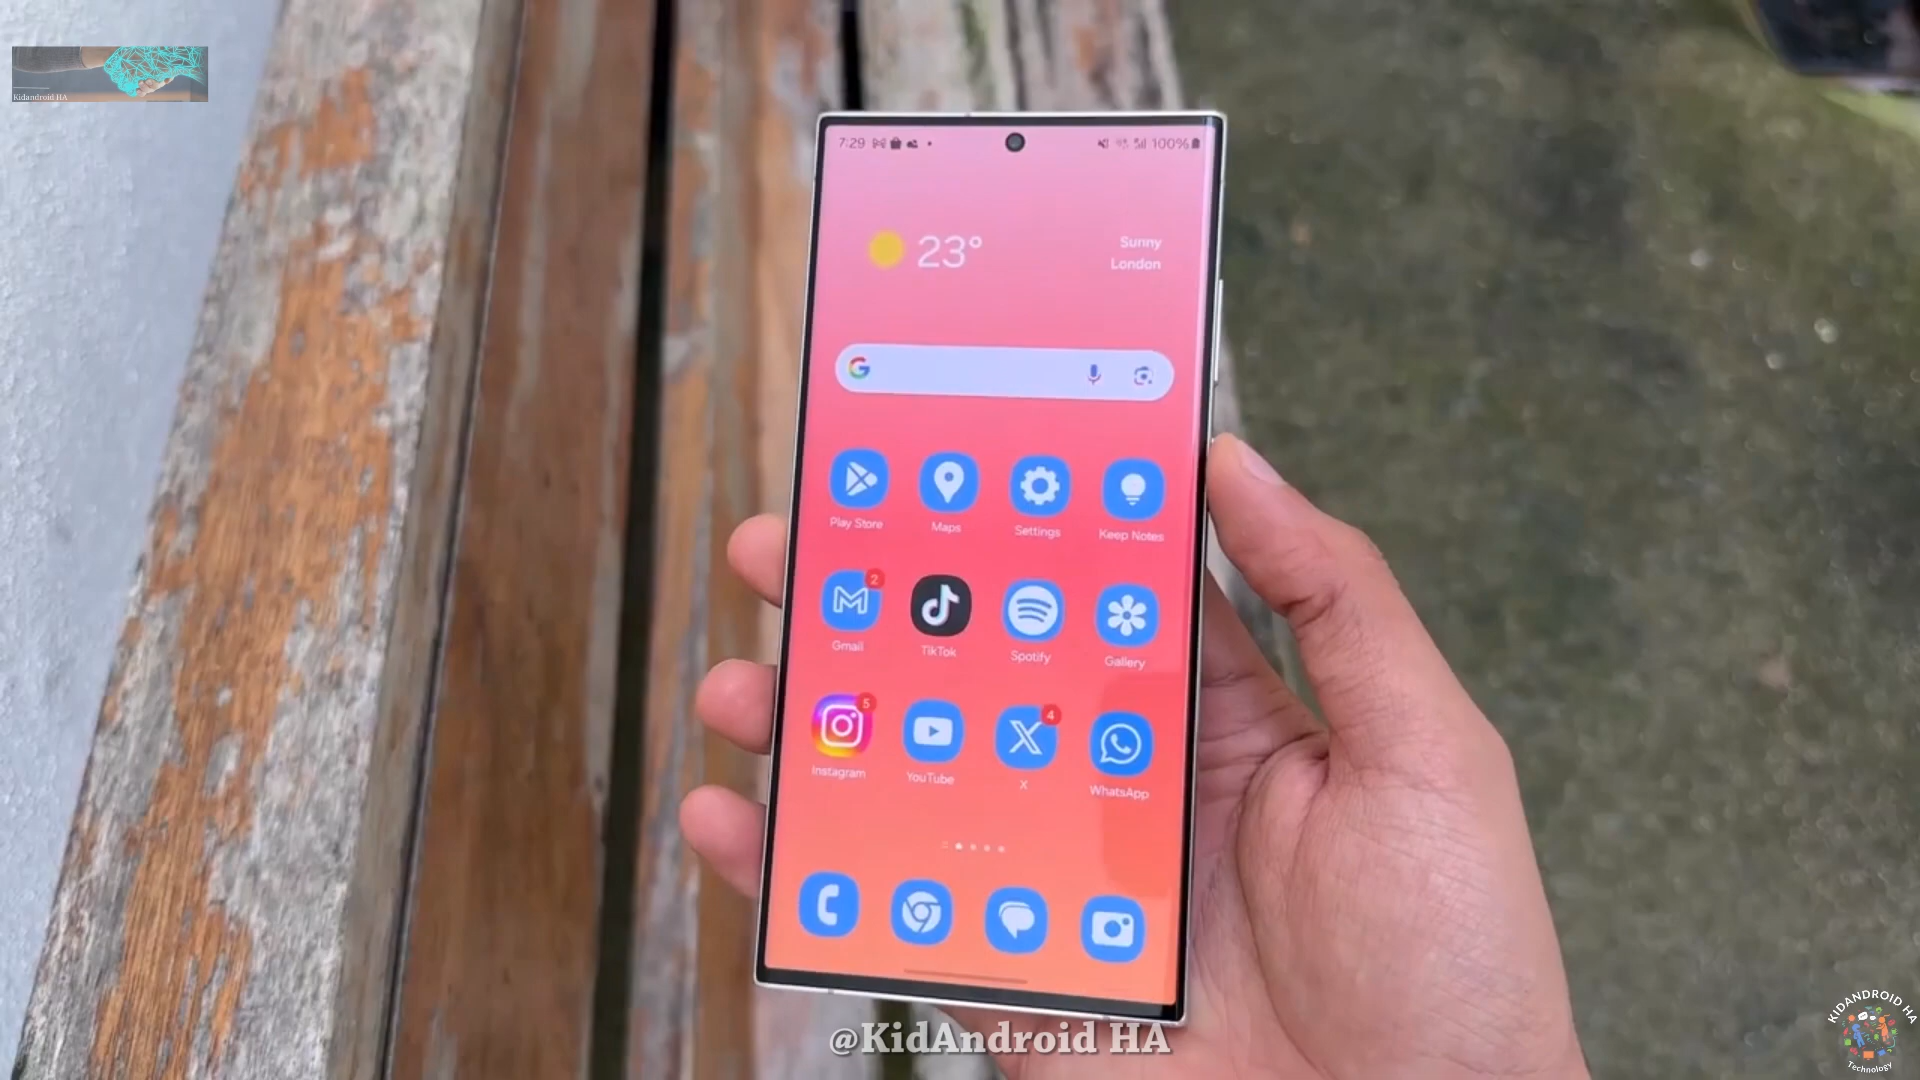 Kidandroid HA
7:29
100%
23°
Sunny
London
G
Play Store
Maps
Settings
Keep Notes
2
Gmail
TikTok
Spotify
Gallery
5
4
Instagram
YouTube
X
WhatsApp
@KidAndroid HA
KIDANDROID HA
Technology